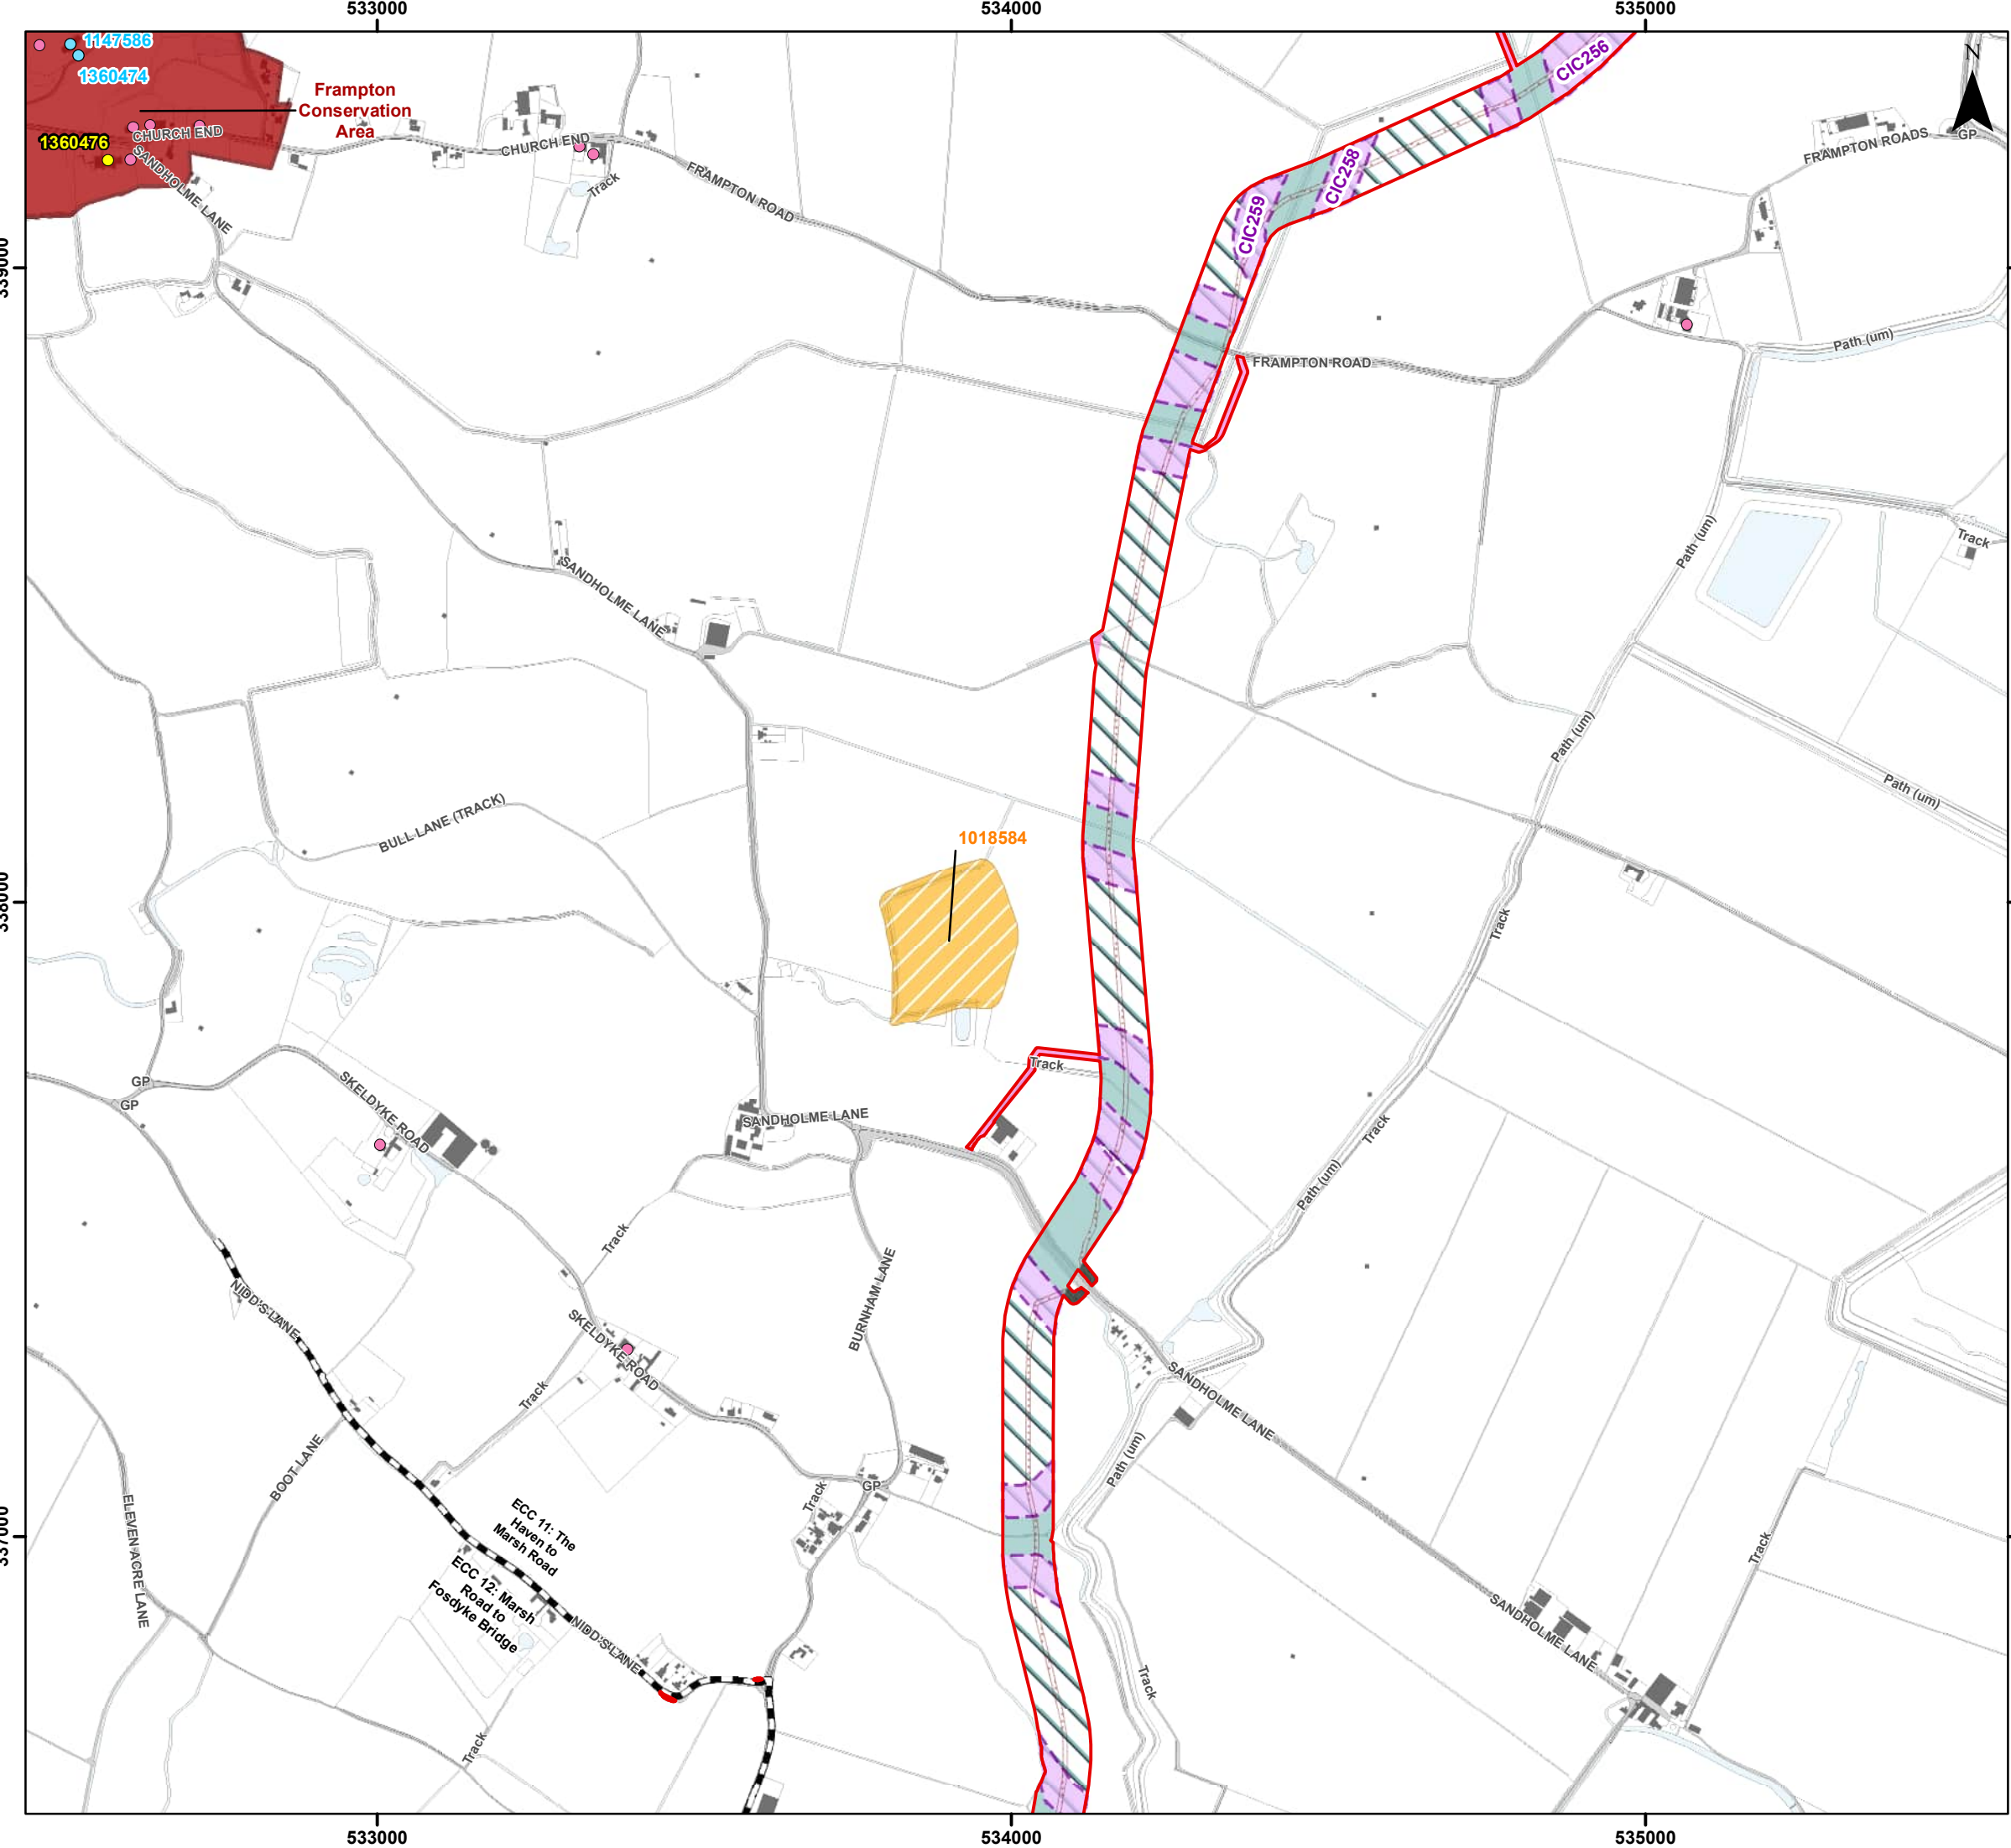 533000
534000
535000
1147586
1360474
Frampton
Conservation
Area
CHURCH END
1360476
SANDHOLME LANE
CHURCH END
Track
FRAMPTON ROAD
CIC256
CIC258
CIC259
N
FRAMPTON ROADS
GP
339000
FRAMPTON ROAD
Path (um)
Path (um)
Track
SANDHOLME LANE
Path (um)
Path (um)
BULL LANE (TRACK)
1018584
338000
Track
Track
GP
GP
SKELDYKE ROAD
SANDHOLME LANE
Track
Path (um)
Track
BURNHAM LANE
NIDD'S LANE
SKELDYKE ROAD
Track
SANDHOLME LANE
BOOT LANE
Path (um)
GP
Track
ELEVEN ACRE LANE
ECC 11: The
Haven to
Marsh Road
337000
ECC 12: Marsh
Road to
Fosdyke Bridge
NIDD'S LANE
Track
SANDHOLME LANE
Track
Track
533000
534000
535000